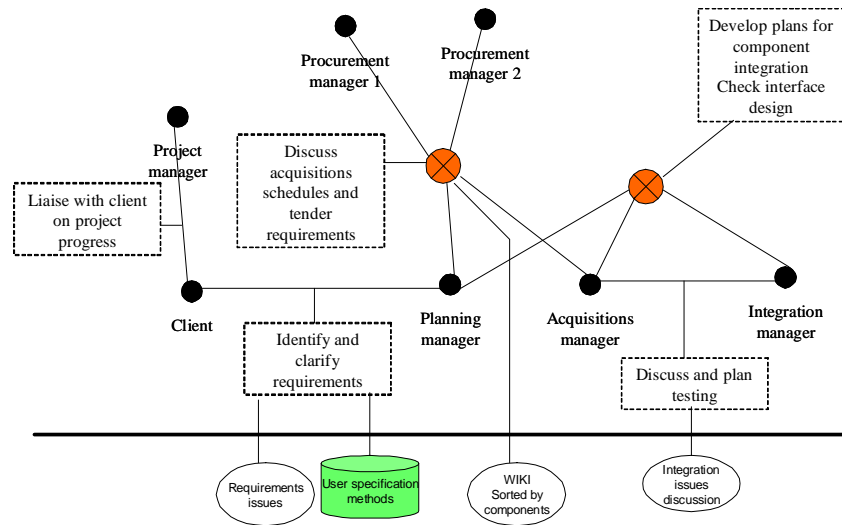 Procurement
manager 1
Procurement
manager 2
Develop plans for
component
integration
Check interface
design
Project
manager
Discuss
acquisitions
schedules and
tender
requirements
Liaise with client
on project
progress
Client
Planning
manager
Acquisitions
manager
Integration
manager
Identify and
clarify
requirements
Discuss and plan
testing
Requirements
issues
User specification
methods
WIKI
Sorted by
components
Integration
issues
discussion